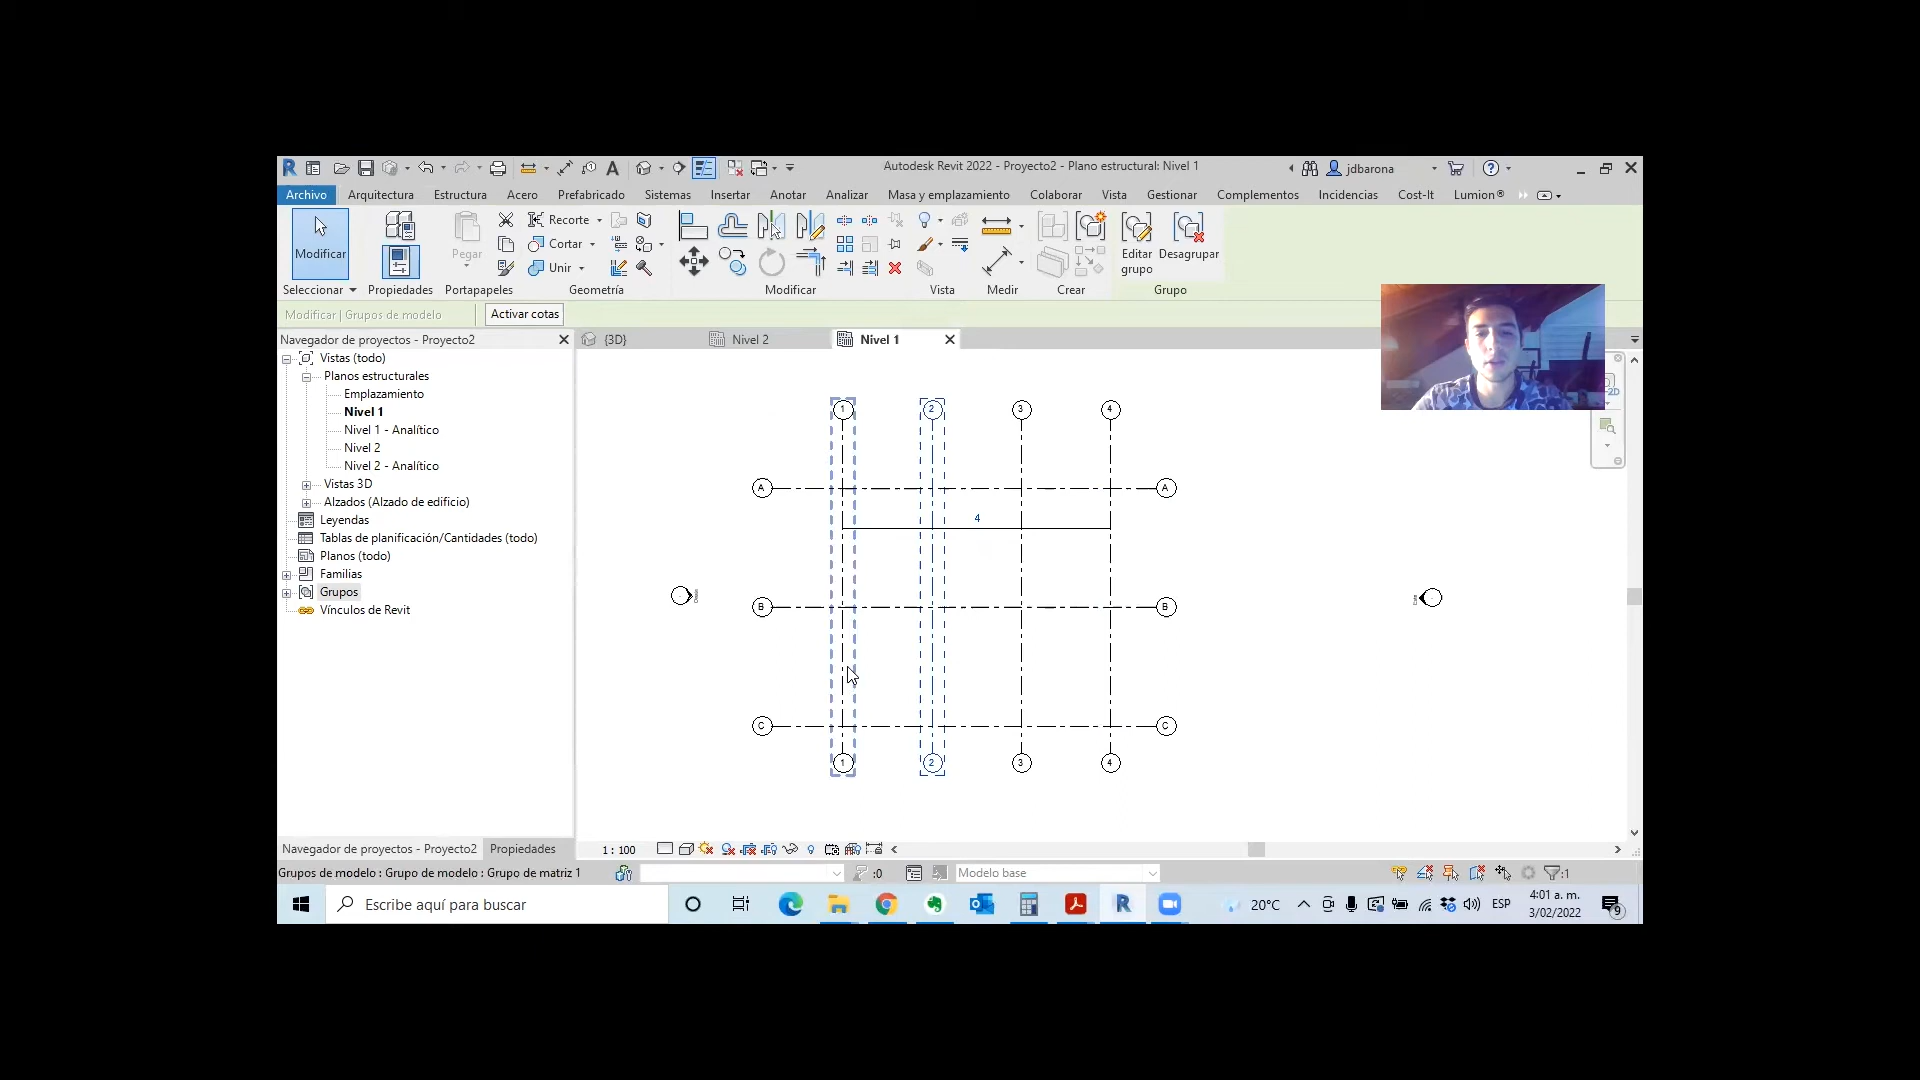 Autodesk Revit 2022 - Proyecto2 - Plano estructural: Nivel 1
jdbarona
Archivo Arquitectura Estructura Acero Prefabricado Sistemas Insertar Anotar Analizar Masa y emplazamiento Colaborar Vista Gestionar Complementos Incidencias Cost-It Lumion®
Modificar
Pegar
Recorte
Cortar
Unir
Editar grupo
Desagrupar
Seleccionar Propiedades Portapapeles Geometría Modificar Vista Medir Crear Grupo
Modificar | Grupos de modelo
Activar cotas
Navegador de proyectos - Proyecto2
{3D} Nivel 2 Nivel 1
Vistas (todo)
Planos estructurales
Emplazamiento
Nivel 1
Nivel 1 - Analítico
Nivel 2
Nivel 2 - Analítico
Vistas 3D
Alzados (Alzado de edificio)
Leyendas
Tablas de planificación/Cantidades (todo)
Planos (todo)
Familias
Grupos
Vínculos de Revit
1 2 3 4
A A
4
B B
C C
1 2 3 4
2D
Navegador de proyectos - Proyecto2 Propiedades
1 : 100
Grupos de modelo : Grupo de modelo : Grupo de matriz 1
:0
Modelo base
:1
Escribe aquí para buscar
20°C
ESP
4:01 a. m.
3/02/2022
9